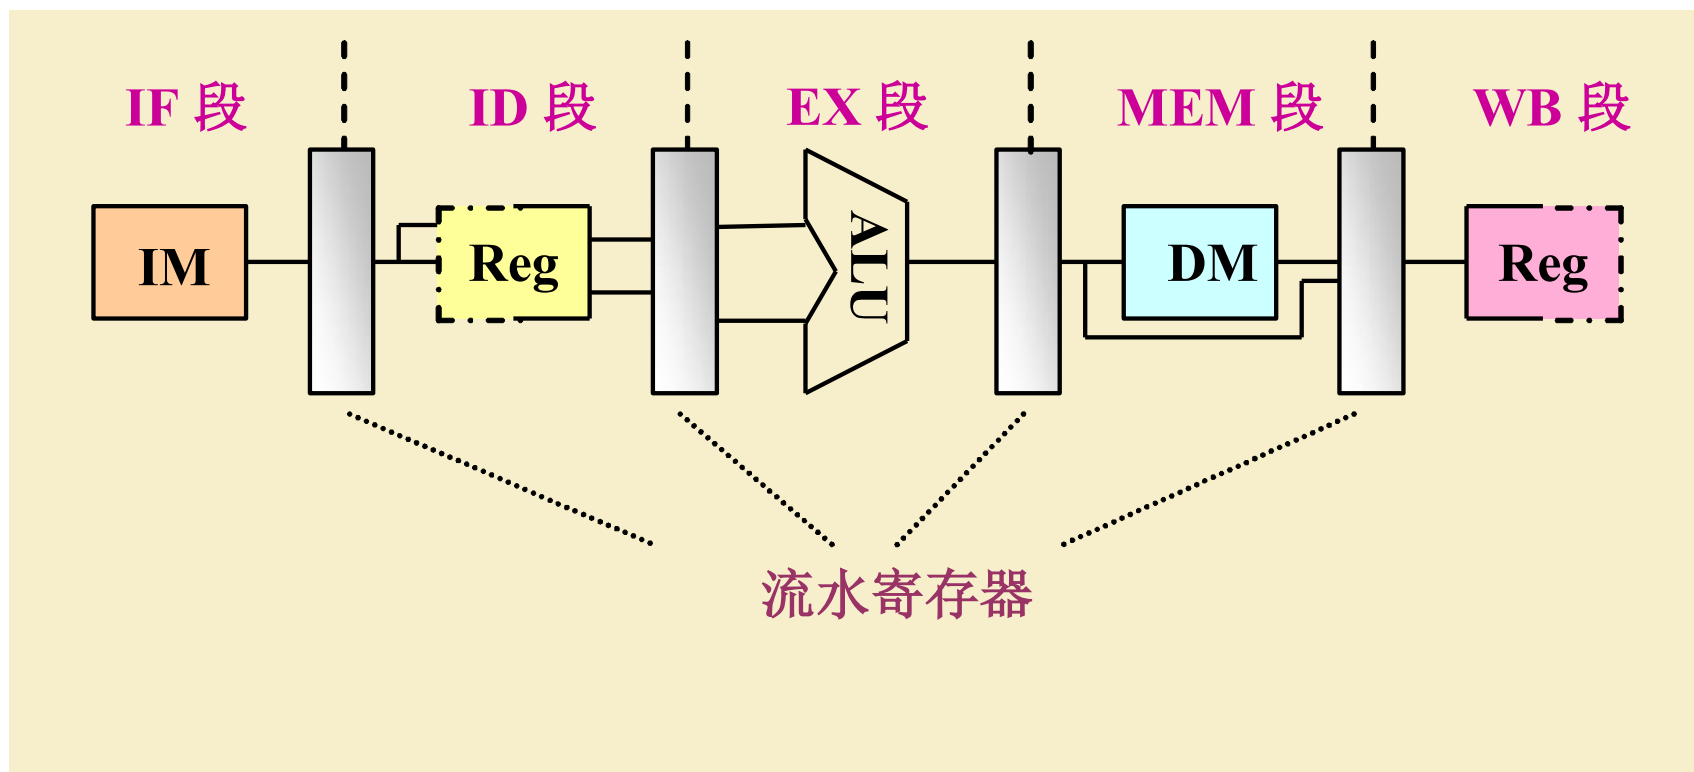 IF 段 ID 段 EX 段 MEM 段 WB 段
IM Reg ALU DM Reg
流水寄存器